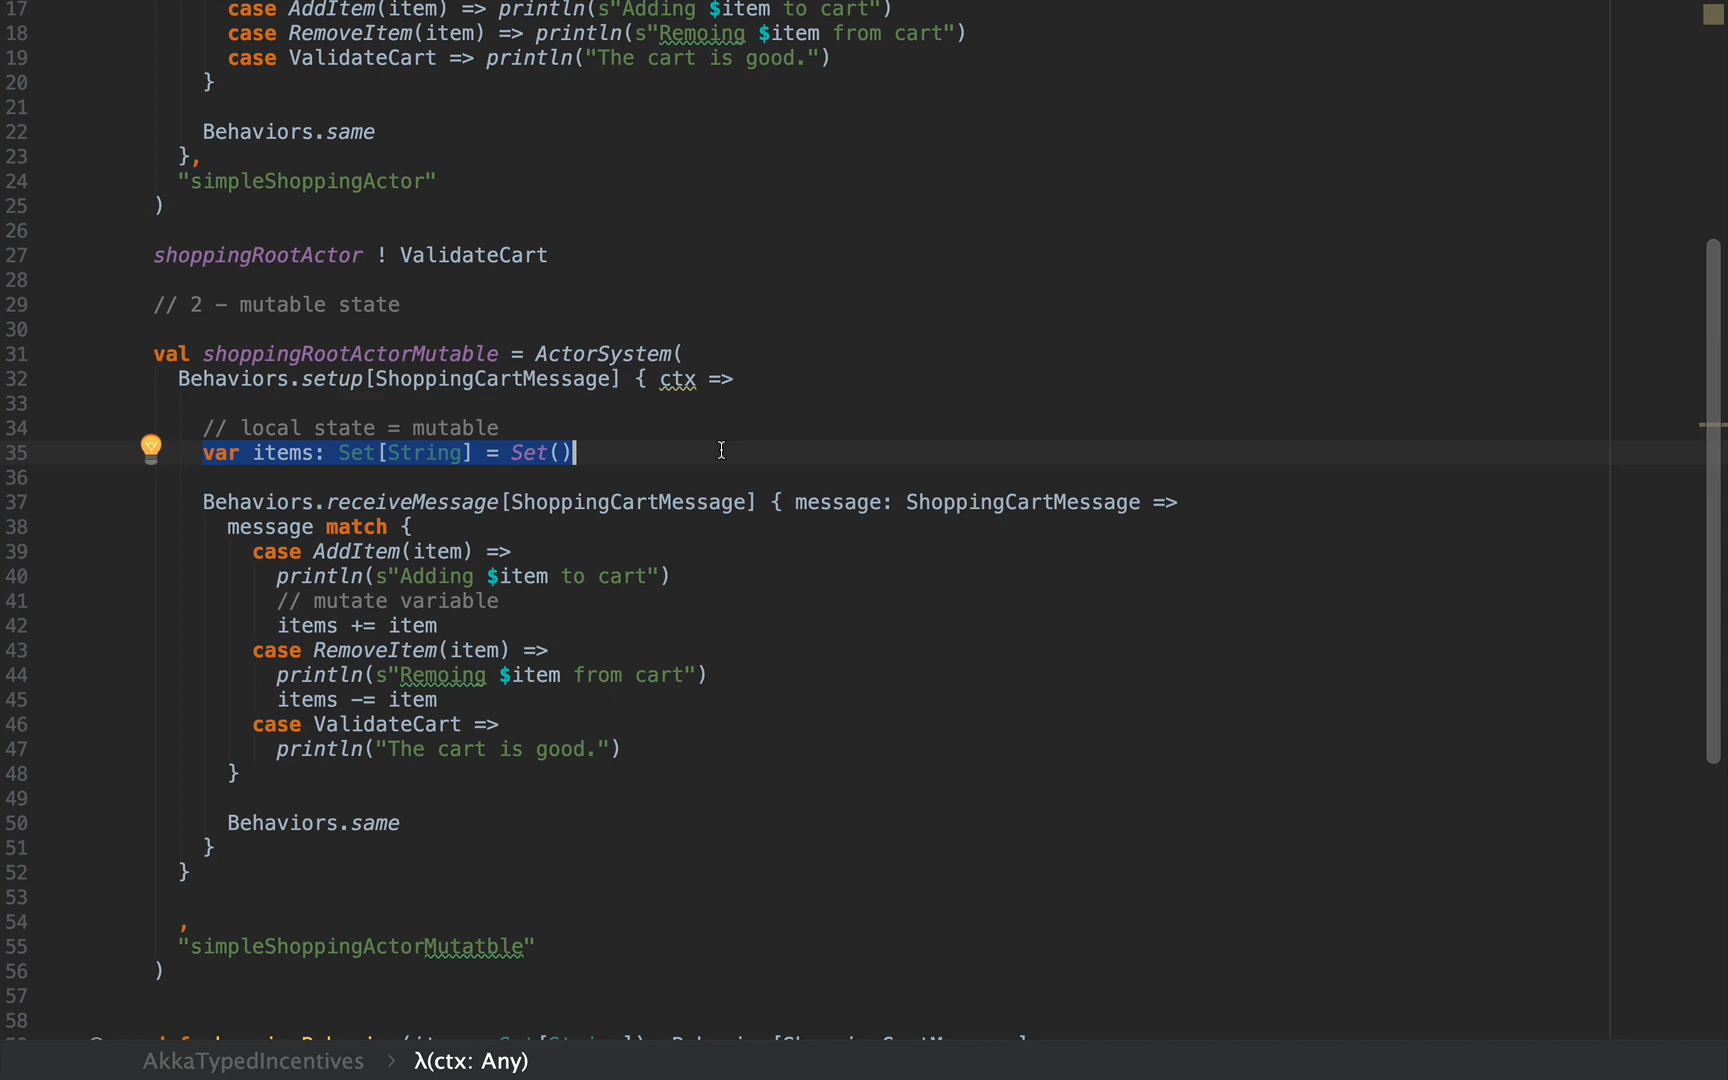 17 case AddItem(item) => println(s"Adding $item to cart")
18 case RemoveItem(item) => println(s"Remoing $item from cart")
19 case ValidateCart => println("The cart is good.")
20 }
21
22 Behaviors.same
23 },
24 "simpleShoppingActor"
25 )
26
27 shoppingRootActor ! ValidateCart
28
29 // 2 – mutable state
30
31 val shoppingRootActorMutable = ActorSystem(
32 Behaviors.setup[ShoppingCartMessage] { ctx =>
33
34 // local state = mutable
35 var items: Set[String] = Set()
36
37 Behaviors.receiveMessage[ShoppingCartMessage] { message: ShoppingCartMessage =>
38 message match {
39 case AddItem(item) =>
40 println(s"Adding $item to cart")
41 // mutate variable
42 items += item
43 case RemoveItem(item) =>
44 println(s"Remoing $item from cart")
45 items -= item
46 case ValidateCart =>
47 println("The cart is good.")
48 }
49
50 Behaviors.same
51 }
52 }
53
54 ,
55 "simpleShoppingActorMutatble"
56 )
57
58
AkkaTypedIncentives > λ(ctx: Any)